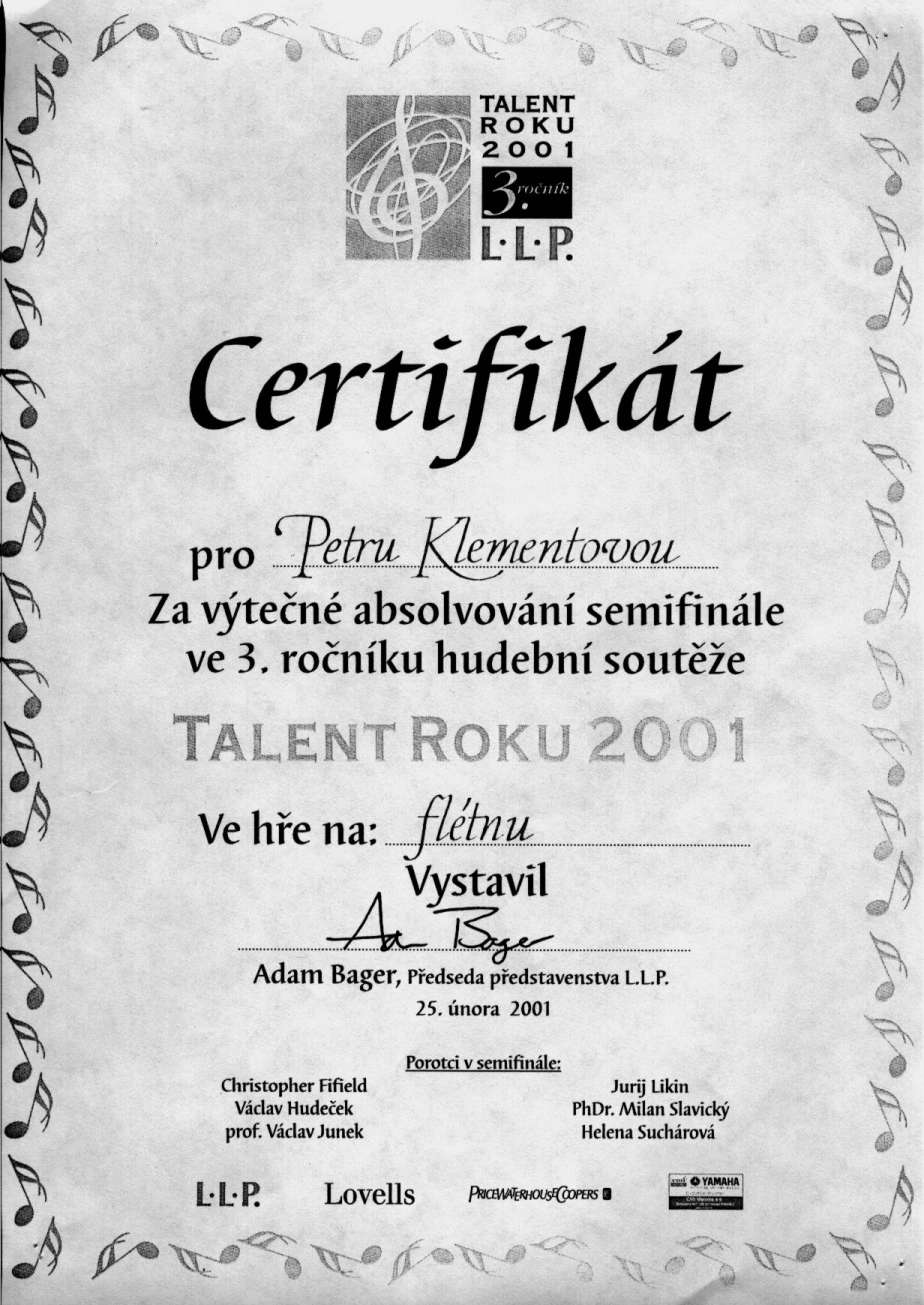 TALENT
ROKU
2001
3. ročník
L·L·P.
Certifikát
pro Petru Klementovou
Za výtečné absolvování semifinále
ve 3. ročníku hudební soutěže
TALENT ROKU 2001
Ve hře na: flétnu
Vystavil
Adam Bager
Adam Bager, Předseda představenstva L.L.P.
25. února 2001
Porotci v semifinále:
Christopher Fifield
Václav Hudeček
prof. Václav Junek
Jurij Likin
PhDr. Milan Slavický
Helena Suchárová
L·L·P. Lovells PRICEWATERHOUSECOOPERS YAMAHA